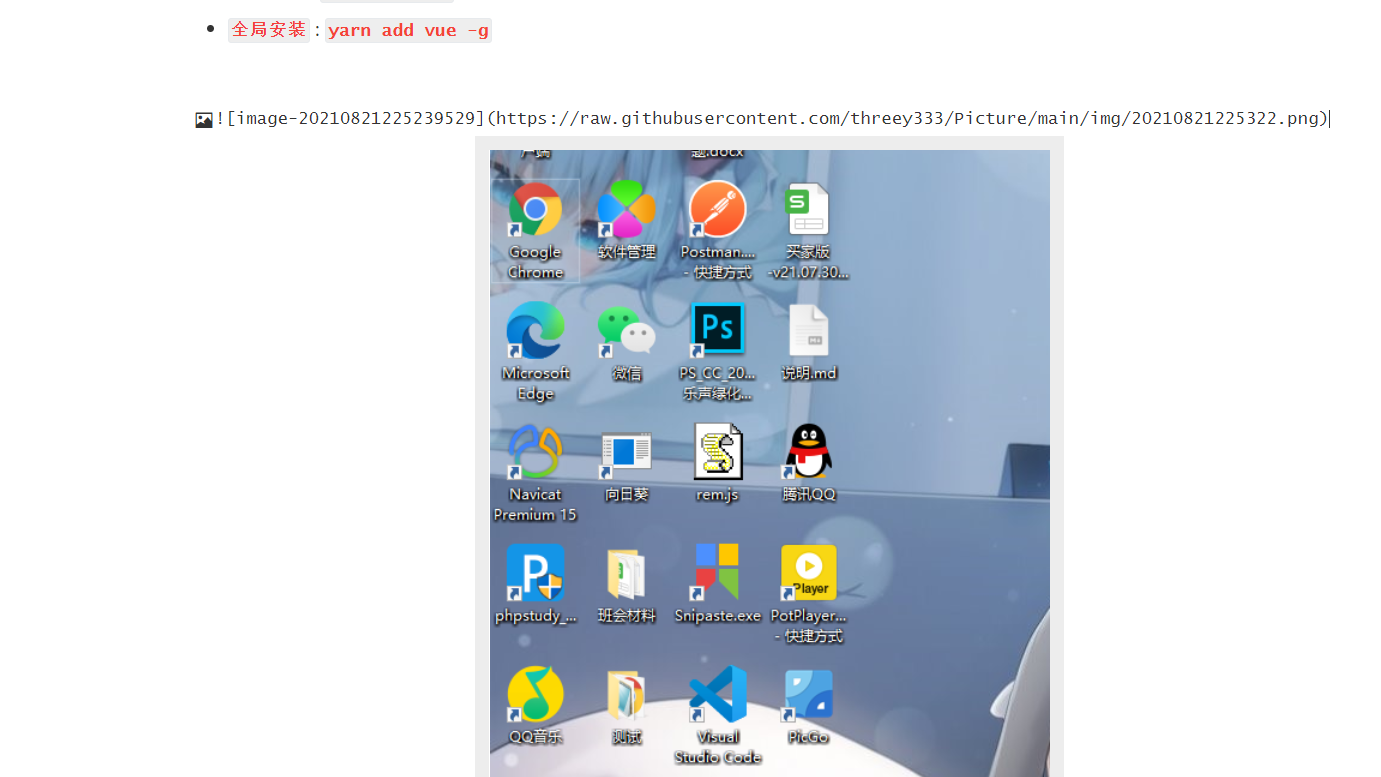 全局安装 : yarn add vue -g
![image-20210821225239529](https://raw.githubusercontent.com/threey333/Picture/main/img/20210821225322.png)
户端
题.docx
Google
Chrome
软件管理
Postman....
- 快捷方式
买家版
-v21.07.30...
Microsoft
Edge
微信
Ps
PS_CC_20...
乐声绿化...
说明.md
Navicat
Premium 15
向日葵
rem.js
腾讯QQ
phpstudy_...
班会材料
Snipaste.exe
Player
PotPlayer...
- 快捷方式
QQ音乐
测试
Visual
Studio Code
PicGo